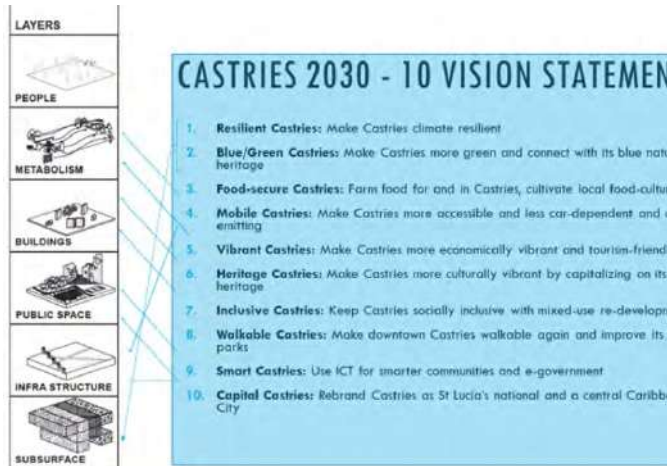 LAYERS
PEOPLE
METABOLISM
BUILDINGS
PUBLIC SPACE
INFRA STRUCTURE
SUBSURFACE
CASTRIES 2030 - 10 VISION STATEMEN
1. Resilient Castries: Make Castries climate resilient
2. Blue/Green Castries: Make Castries more green and connect with its blue natu
heritage
3. Food-secure Castries: Farm food for and in Castries, cultivate local food-cultur
4. Mobile Castries: Make Castries more accessible and less car-dependent and
emitting
5. Vibrant Castries: Make Castries more economically vibrant and tourism-friend
6. Heritage Castries: Make Castries more culturally vibrant by capitalizing on its
heritage
7. Inclusive Castries: Keep Castries socially inclusive with mixed-use re-developm
8. Walkable Castries: Make downtown Castries walkable again and improve its
parks
9. Smart Castries: Use ICT for smarter communities and e-government
10. Capital Castries: Rebrand Castries as St Lucia's national and a central Caribb
City